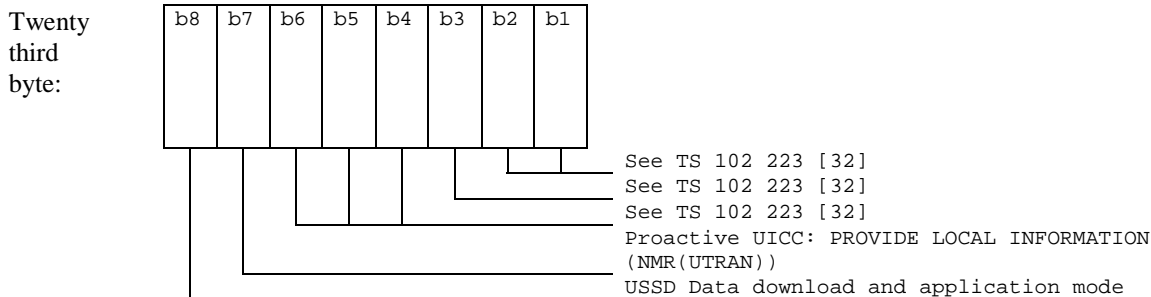 Twenty
third
byte:
b8 b7 b6 b5 b4 b3 b2 b1
See TS 102 223 [32]
See TS 102 223 [32]
See TS 102 223 [32]
Proactive UICC: PROVIDE LOCAL INFORMATION
(NMR(UTRAN))
USSD Data download and application mode